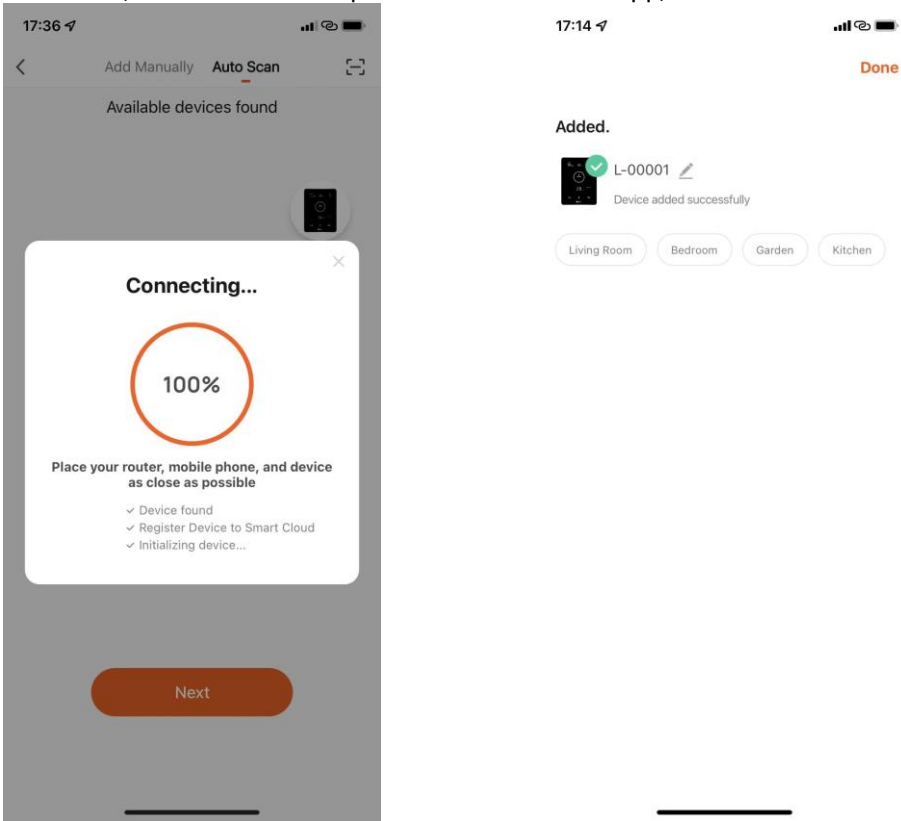 17:36
Add Manually Auto Scan
Available devices found
Connecting...
100%
Place your router, mobile phone, and device
as close as possible
✓ Device found
✓ Register Device to Smart Cloud
✓ Initializing device...
Next
17:14
Done
Added.
L-00001
Device added successfully
Living Room Bedroom Garden Kitchen